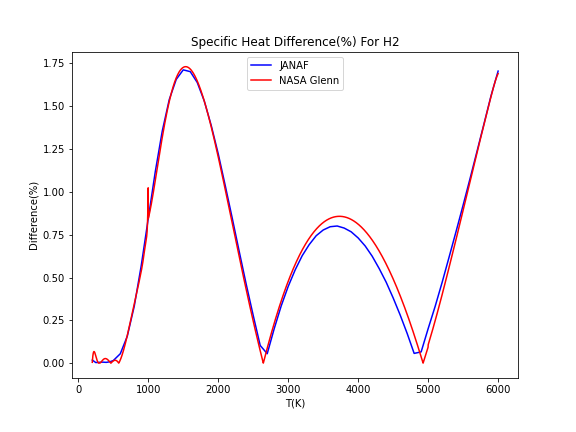 Specific Heat Difference(%) For H2
JANAF
NASA Glenn
Difference(%)
1.75
1.50
1.25
1.00
0.75
0.50
0.25
0.00
0 1000 2000 3000 4000 5000 6000
T(K)